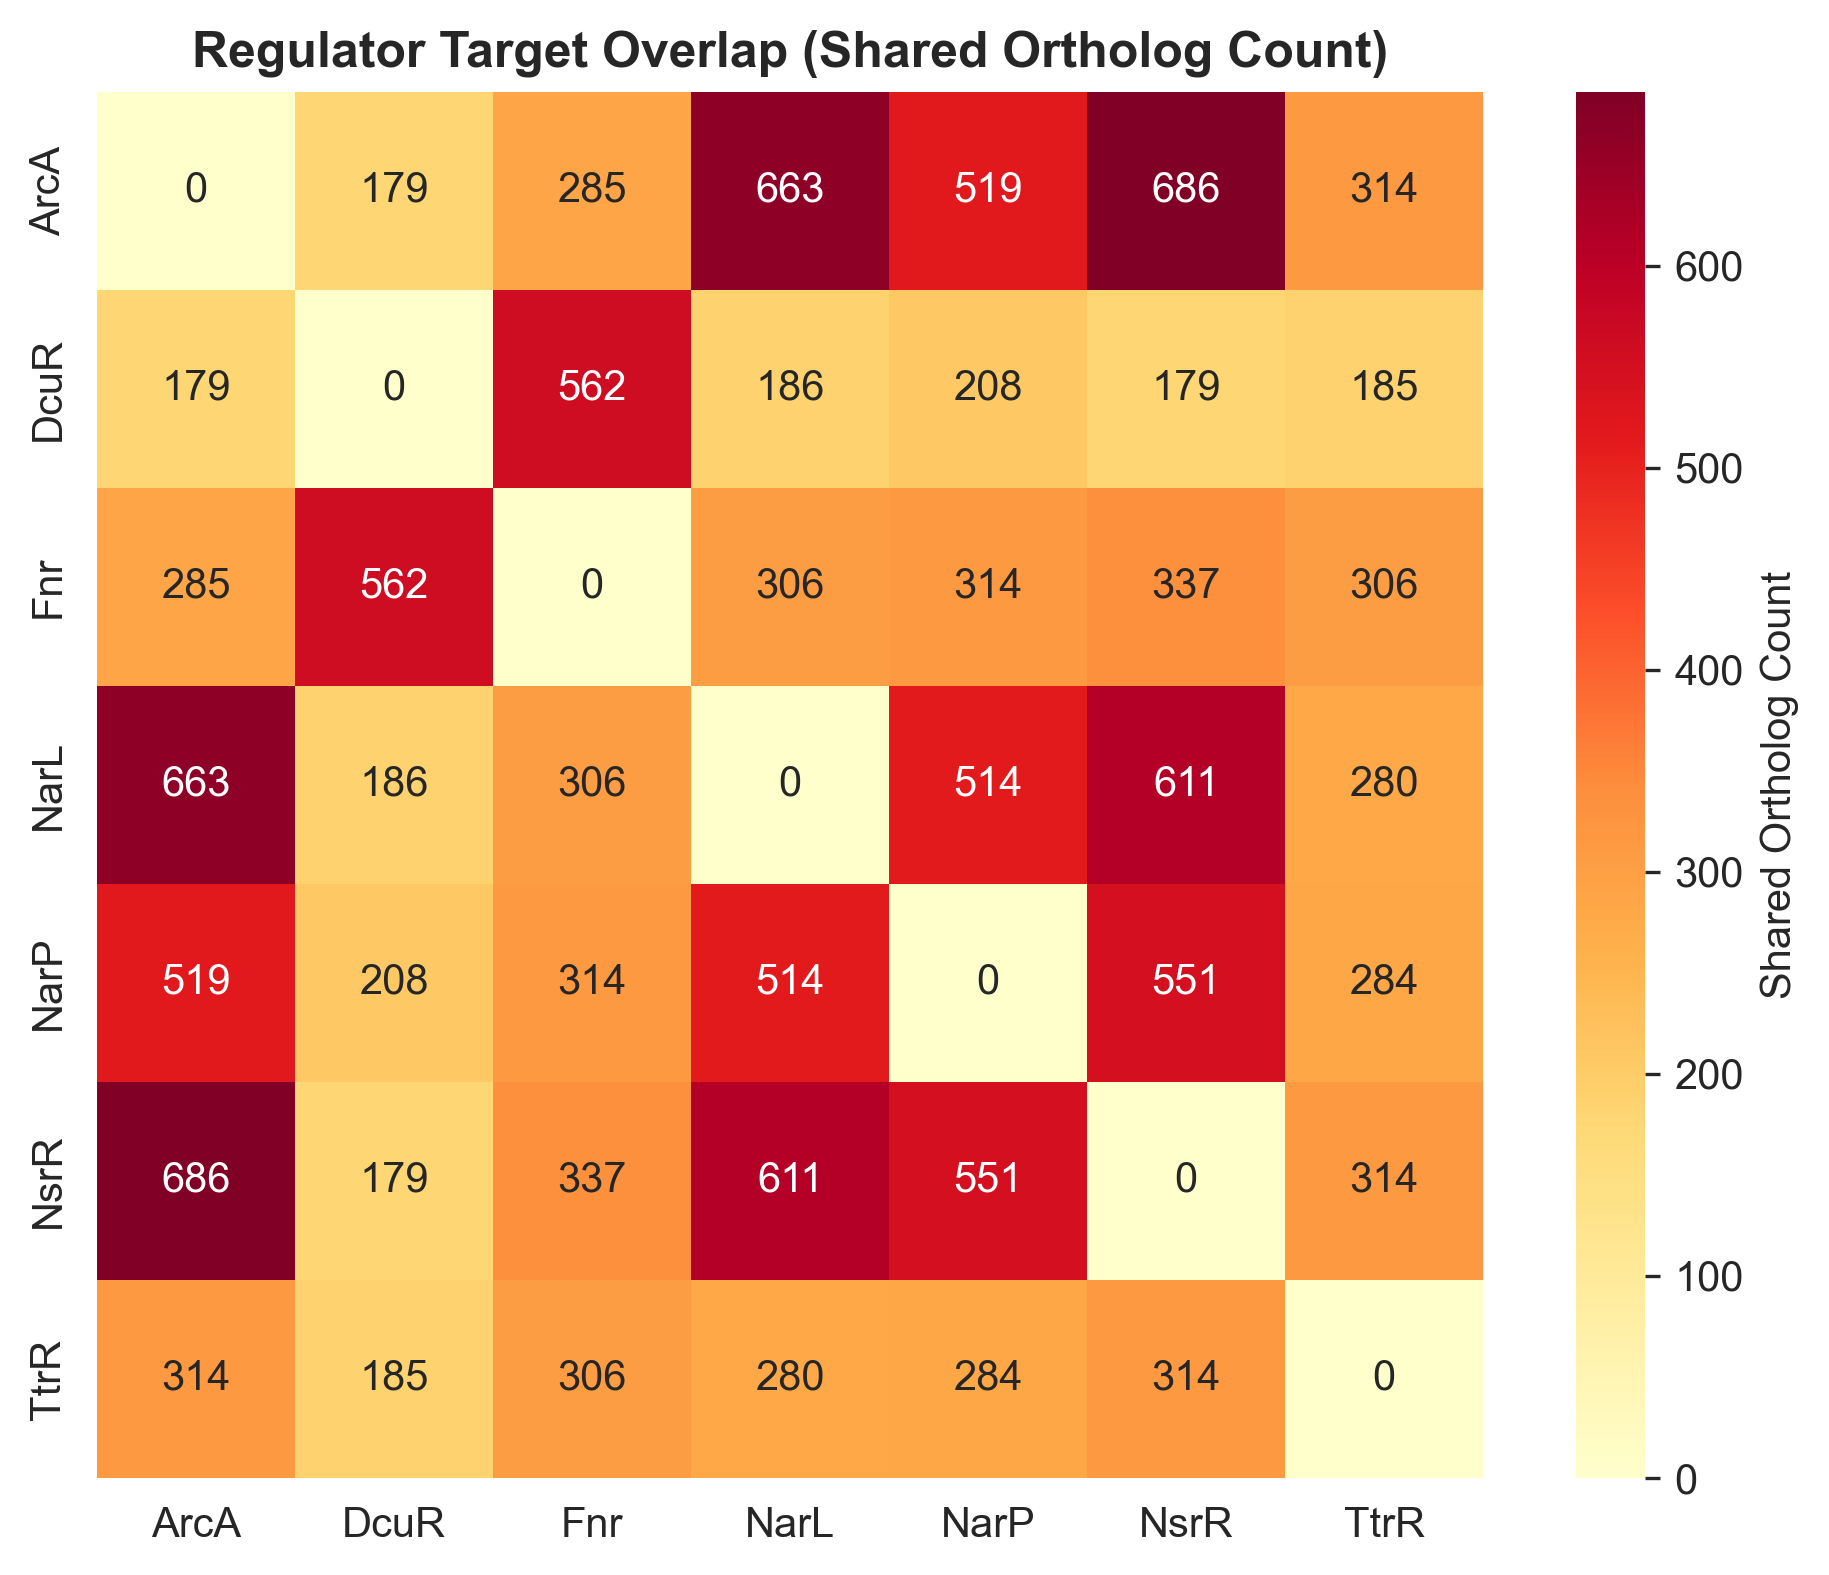 Regulator Target Overlap (Shared Ortholog Count)
ArcA 0 179 285 663 519 686 314
DcuR 179 0 562 186 208 179 185
Fnr 285 562 0 306 314 337 306
NarL 663 186 306 0 514 611 280
NarP 519 208 314 514 0 551 284
NsrR 686 179 337 611 551 0 314
TtrR 314 185 306 280 284 314 0
ArcA DcuR Fnr NarL NarP NsrR TtrR
600
500
400
300
200
100
0
Shared Ortholog Count